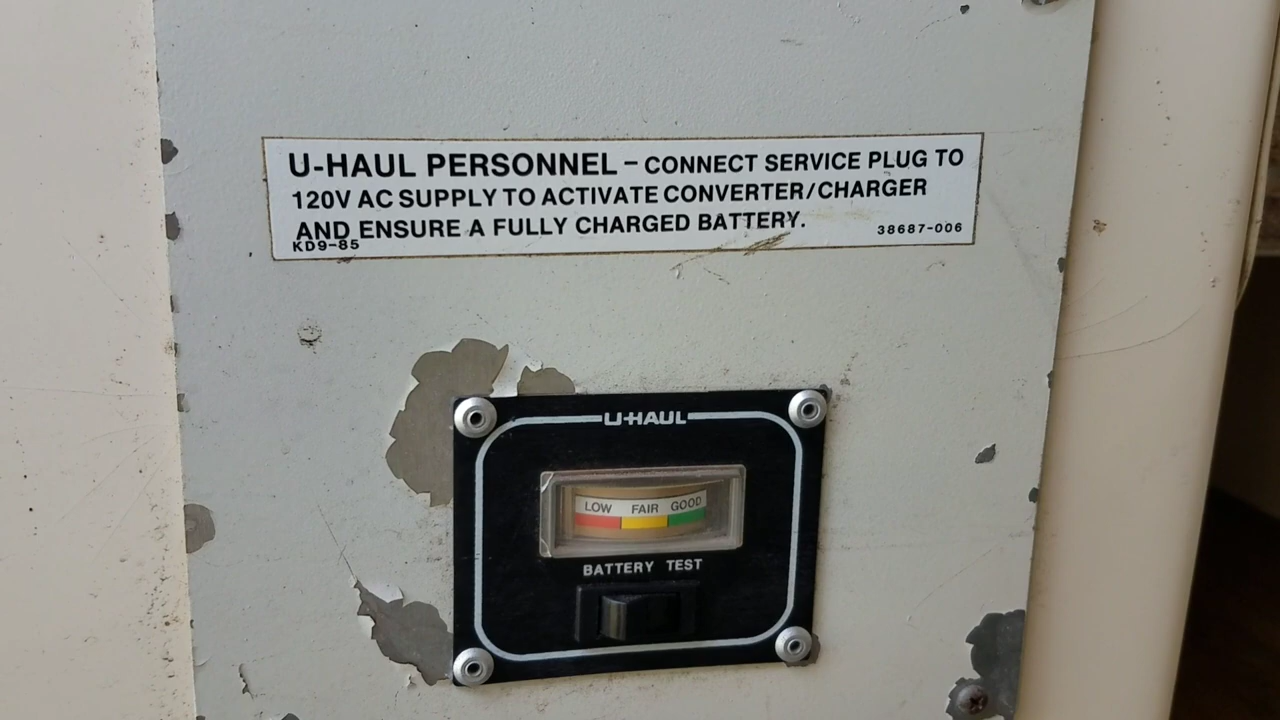 U-HAUL PERSONNEL – CONNECT SERVICE PLUG TO
120V AC SUPPLY TO ACTIVATE CONVERTER/CHARGER
AND ENSURE A FULLY CHARGED BATTERY.
KD9-85 38687-006
U-HAUL
LOW FAIR GOOD
BATTERY TEST